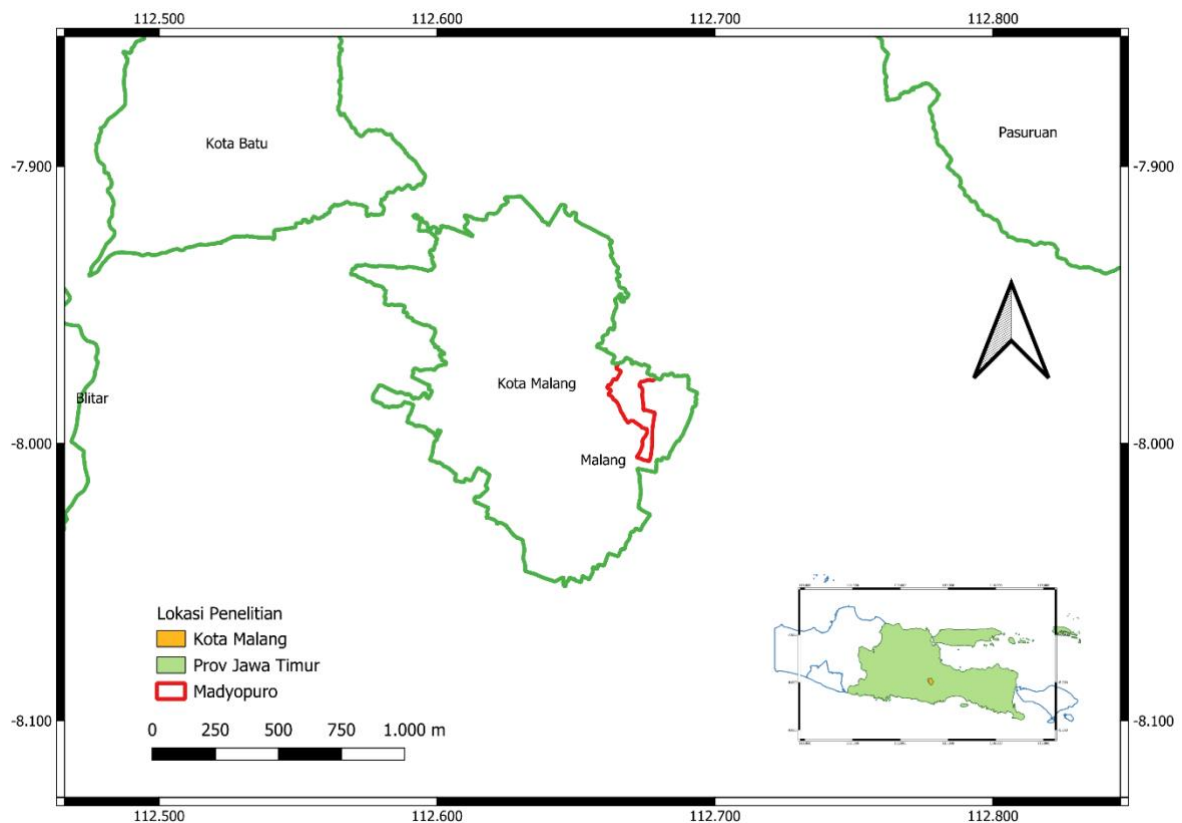 112.500 112.600 112.700 112.800
Pasuruan
Kota Batu
-7.900 -7.900
Kota Malang
Blitar
-8.000 -8.000
Malang
Lokasi Penelitian
Kota Malang
Prov Jawa Timur
Madyopuro
-8.100 -8.100
0 250 500 750 1.000 m
112.500 112.600 112.700 112.800